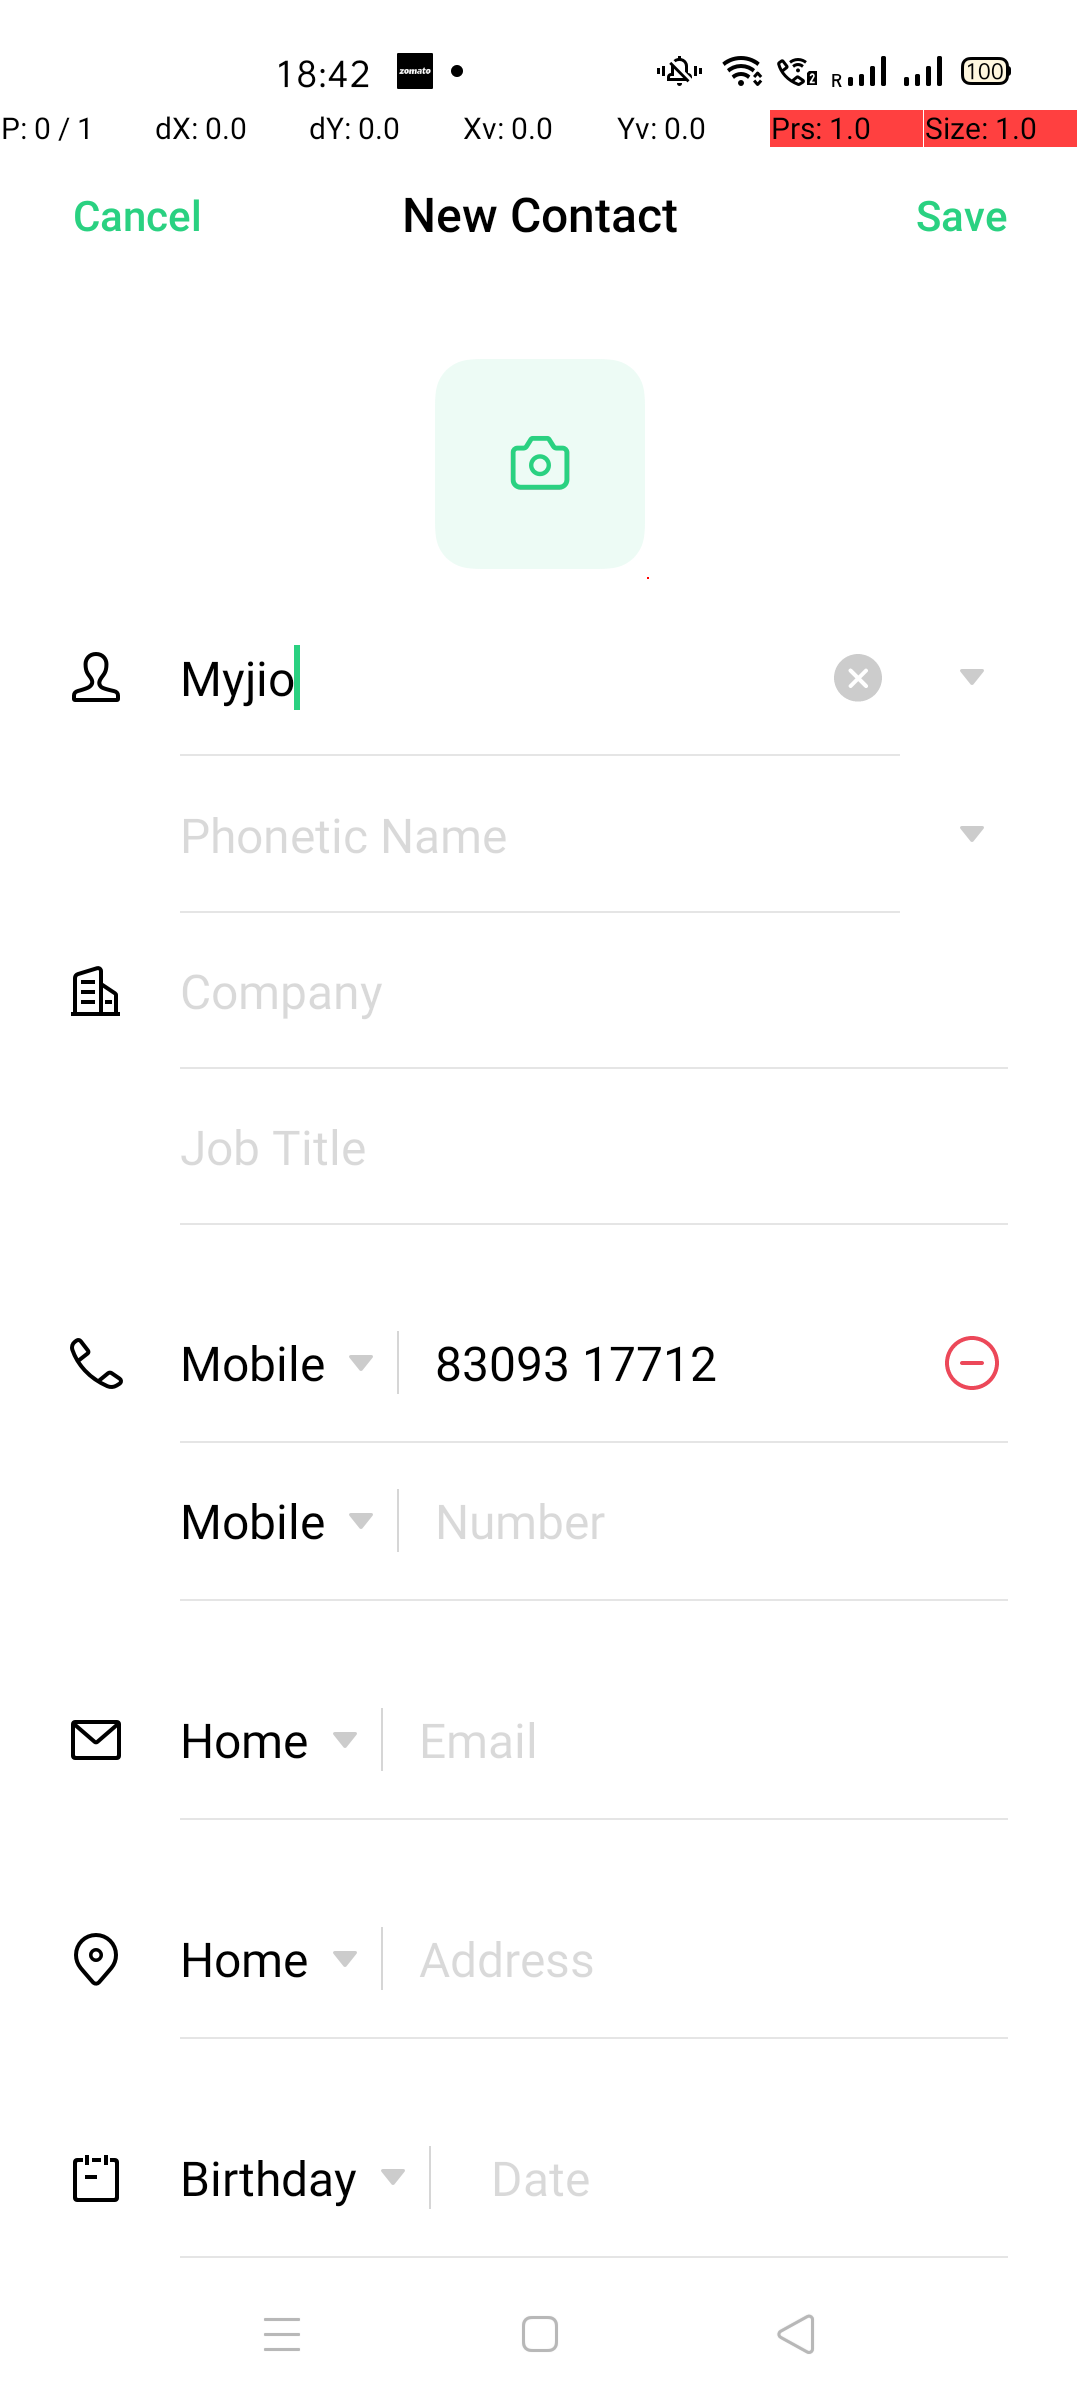 18:42 zomato R 2 100
P: 0 / 1 dX: 0.0 dY: 0.0 Xv: 0.0 Yv: 0.0 Prs: 1.0 Size: 1.0
Cancel New Contact Save
Myjio
Phonetic Name
Company
Job Title
Mobile 83093 17712
Mobile Number
Home Email
Home Address
Birthday Date